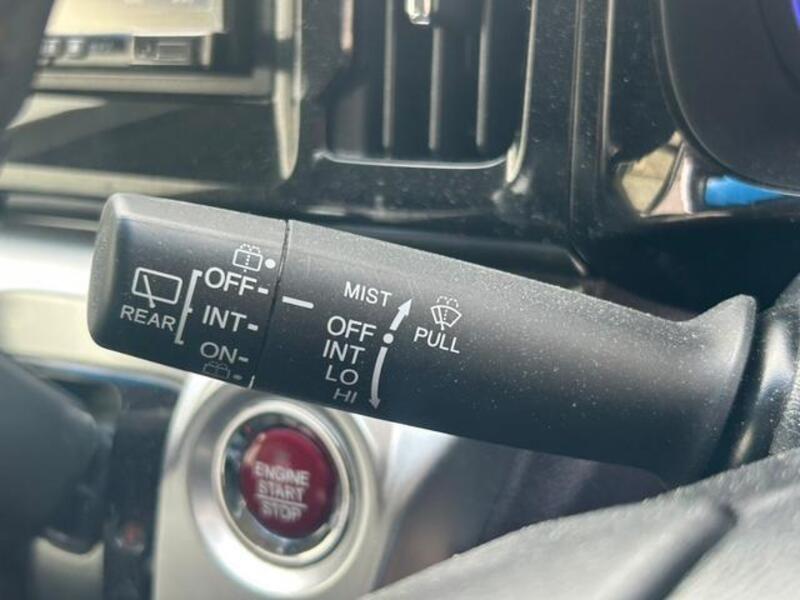 REAR
OFF
INT
ON
MIST
OFF
INT
LO
HI
PULL
ENGINE
START
STOP